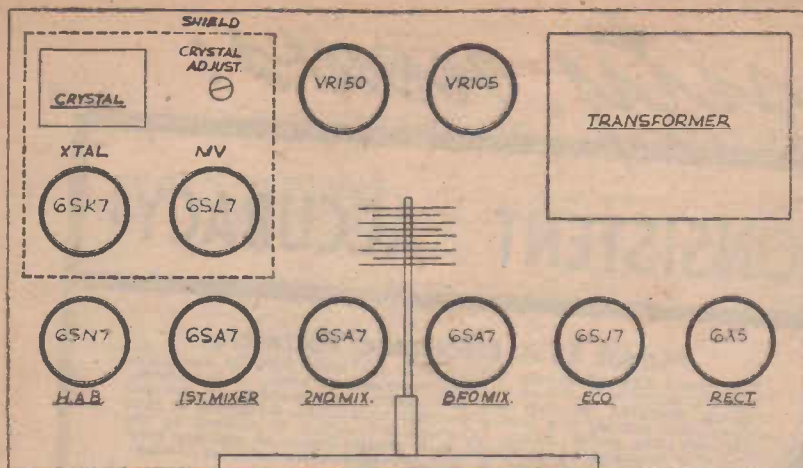 SHIELD
CRYSTAL
ADJUST.
CRYSTAL
VR150
VR105
TRANSFORMER
XTAL
M/V
6SK7
6SL7
6SN7
6SA7
6SA7
6SA7
6SJ7
6X5
H.A.B
1ST. MIXER
2ND MIX.
BFO MIX.
ECO
RECT.